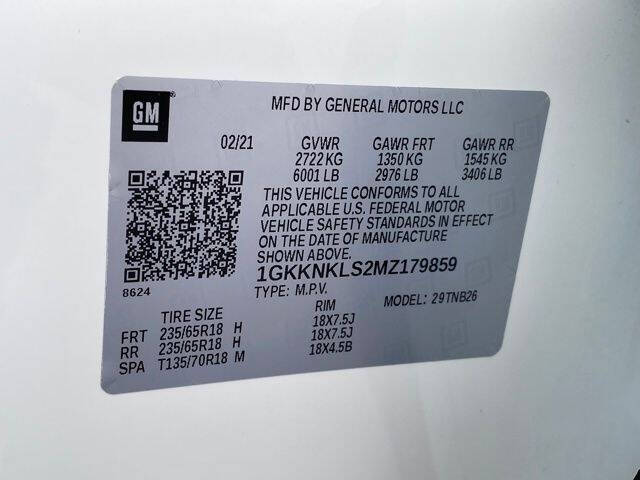 GM
MFD BY GENERAL MOTORS LLC
02/21 GVWR GAWR FRT GAWR RR
2722 KG 1350 KG 1545 KG
6001 LB 2976 LB 3406 LB
THIS VEHICLE CONFORMS TO ALL
APPLICABLE U.S. FEDERAL MOTOR
VEHICLE SAFETY STANDARDS IN EFFECT
ON THE DATE OF MANUFACTURE
SHOWN ABOVE.
1GKKNKLS2MZ179859
8624
TYPE: M.P.V. MODEL: 29TNB26
TIRE SIZE RIM
FRT 235/65R18 H 18X7.5J
RR 235/65R18 H 18X7.5J
SPA T135/70R18 M 18X4.5B